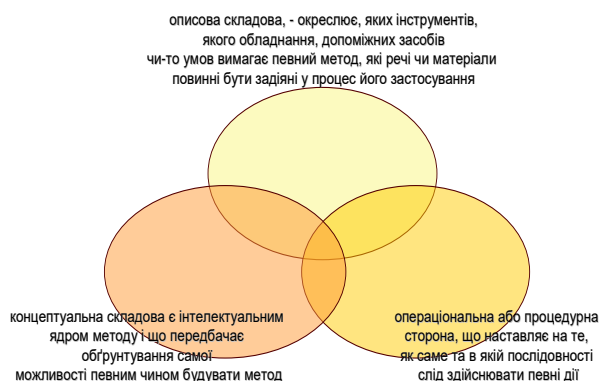 описова складова, - окреслює, яких інструментів,
якого обладнання, допоміжних засобів
чи-то умов вимагає певний метод, які речі чи матеріали
повинні бути задіяні у процес його застосування
концептуальна складова є інтелектуальним
ядром методу і що передбачає
обґрунтування самої
можливості певним чином будувати метод
операціональна або процедурна
сторона, що наставляє на те,
як саме та в якій послідовності
слід здійснювати певні дії